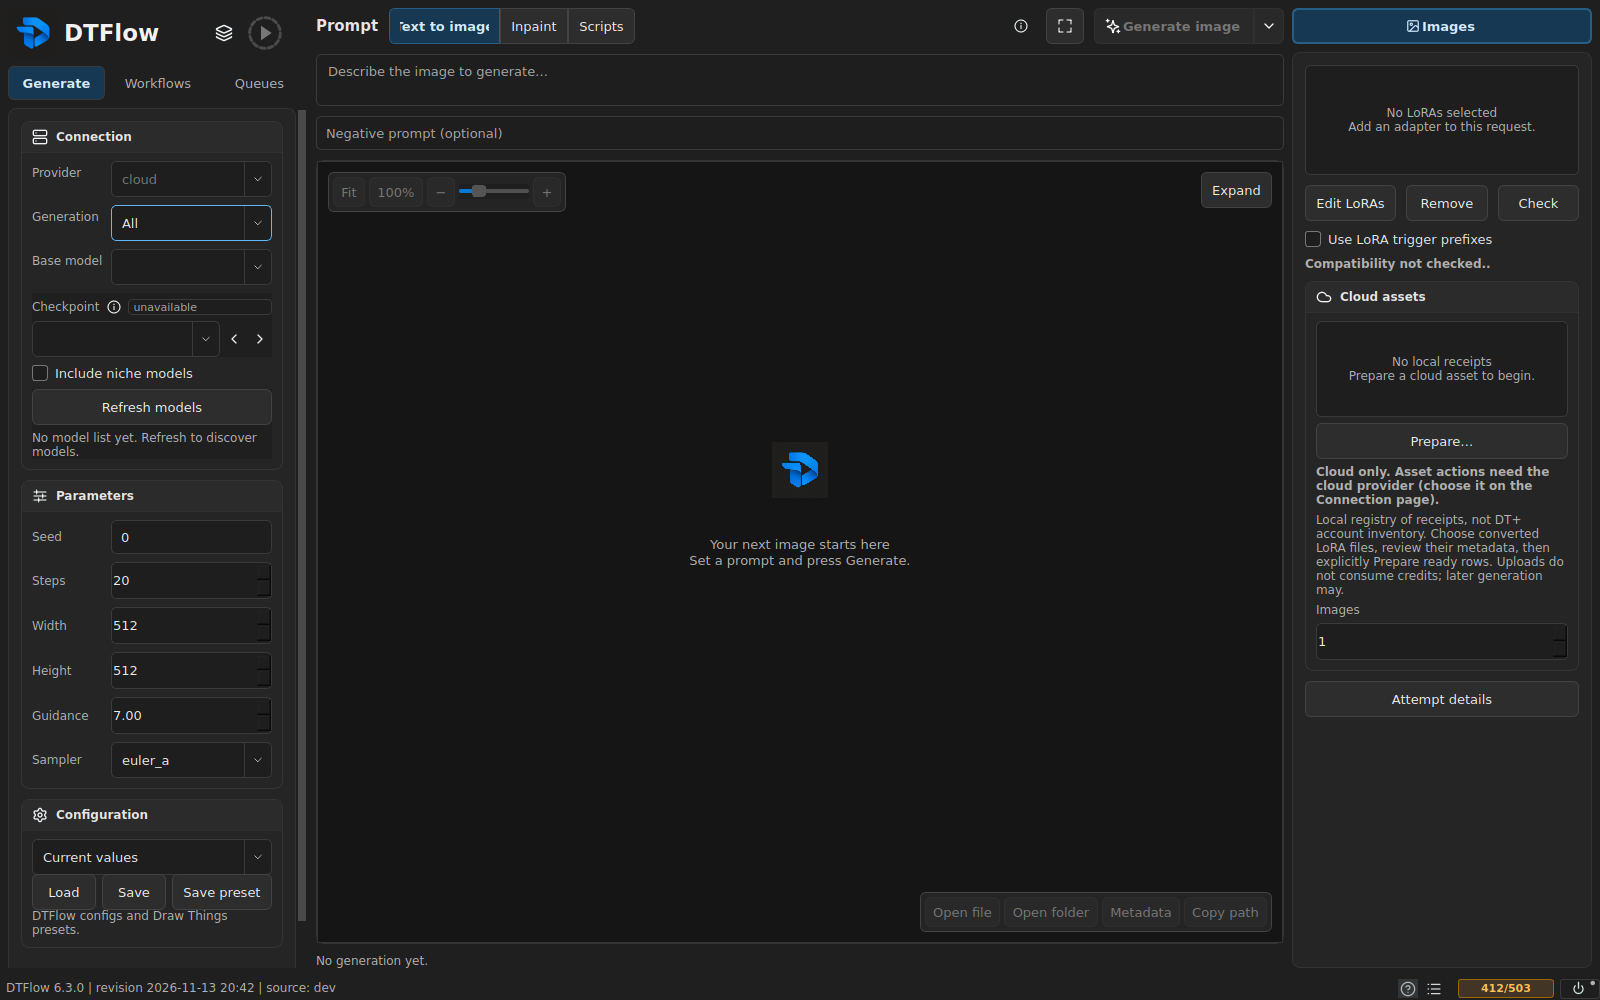 DTFlow
Generate
Workflows
Queues
Connection
Provider
cloud
Generation
All
Base model
Checkpoint
unavailable
Include niche models
Refresh models
No model list yet. Refresh to discover
models.
Parameters
Seed
0
Steps
20
Width
512
Height
512
Guidance
7.00
Sampler
euler_a
Configuration
Current values
Load
Save
Save preset
DTFlow configs and Draw Things
presets.
Prompt
Text to image
Inpaint
Scripts
Generate image
Describe the image to generate...
Negative prompt (optional)
Fit
100%
−
+
Expand
Your next image starts here
Set a prompt and press Generate.
Open file
Open folder
Metadata
Copy path
No generation yet.
Images
No LoRAs selected
Add an adapter to this request.
Edit LoRAs
Remove
Check
Use LoRA trigger prefixes
Compatibility not checked..
Cloud assets
No local receipts
Prepare a cloud asset to begin.
Prepare...
Cloud only. Asset actions need the
cloud provider (choose it on the
Connection page).
Local registry of receipts, not DT+
account inventory. Choose converted
LoRA files, review their metadata, then
explicitly Prepare ready rows. Uploads do
not consume credits; later generation
may.
Images
1
Attempt details
DTFlow 6.3.0 | revision 2026-11-13 20:42 | source: dev
412/503